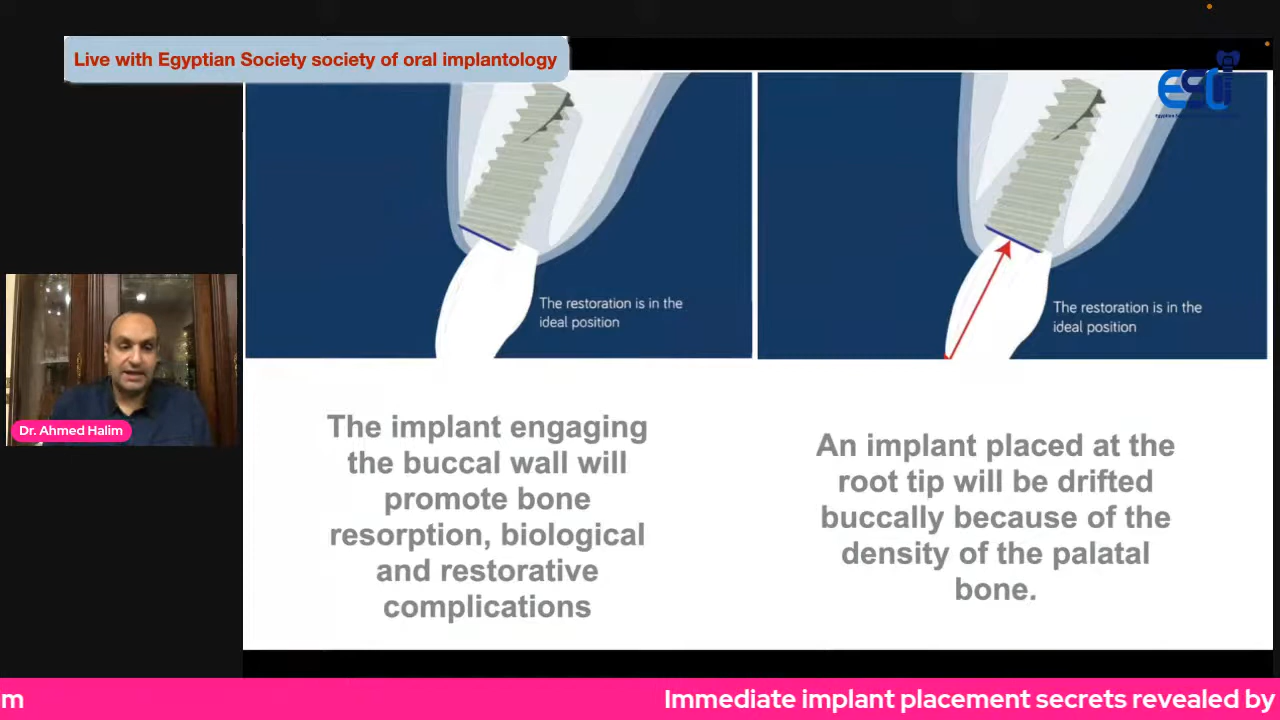 Live with Egyptian Society society of oral implantology
The restoration is in the
ideal position
The restoration is in the
ideal position
The implant engaging
the buccal wall will
promote bone
resorption, biological
and restorative
complications
An implant placed at the
root tip will be drifted
buccally because of the
density of the palatal
bone.
Dr. Ahmed Halim
m
Immediate implant placement secrets revealed by